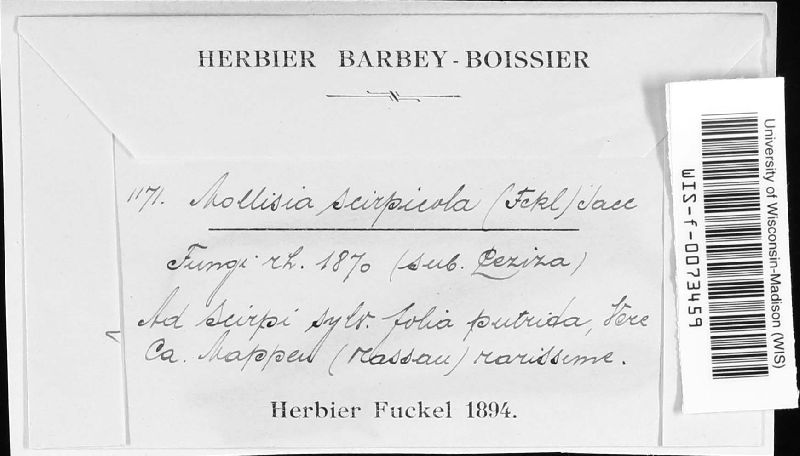 HERBIER BARBEY-BOISSIER
1171. Mollisia scirpicola (Fckl) Sacc
Fungi rh. 1870 (sub. Peziza)
Ad Scirpi sylv. folia putrida, Vere
Ca. Mappen (Nassau) rarissime.
Herbier Fuckel 1894.
University of Wisconsin-Madison (WIS)
WIS-f-0073459